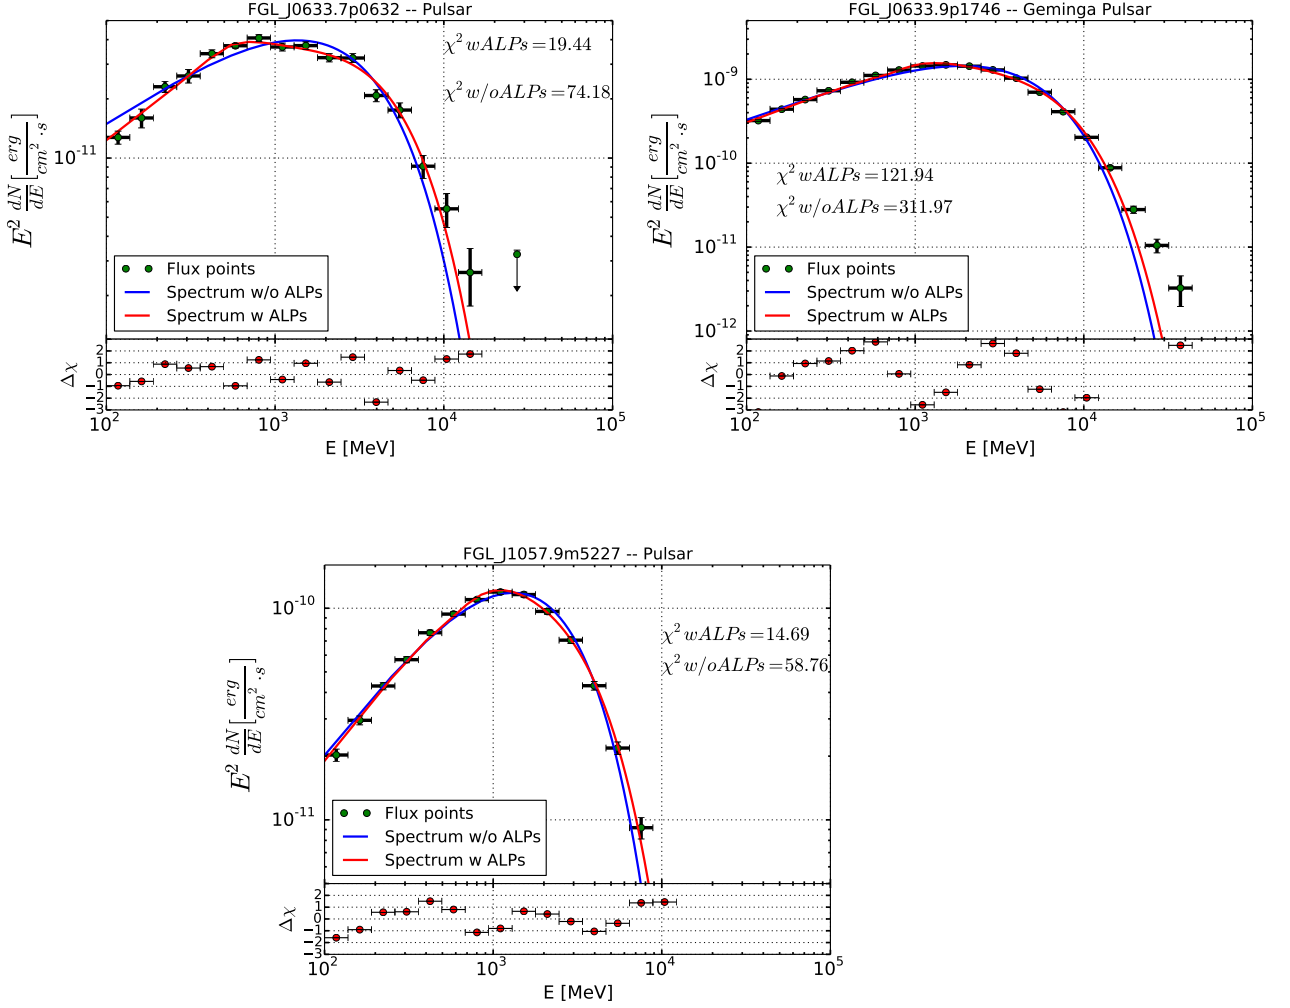 FGL_J0633.7p0632 -- Pulsar
χ² wALPs=19.44
χ² w/oALPs=74.18
E² dN/dE [erg/cm²·s]
10⁻¹¹
Flux points
Spectrum w/o ALPs
Spectrum w ALPs
Δχ
2
1
0
−1
−2
−3
10² 10³ 10⁴ 10⁵
E [MeV]
FGL_J0633.9p1746 -- Geminga Pulsar
10⁻⁹
10⁻¹⁰
10⁻¹¹
10⁻¹²
E² dN/dE [erg/cm²·s]
χ² wALPs=121.94
χ² w/oALPs=311.97
Flux points
Spectrum w/o ALPs
Spectrum w ALPs
Δχ
2
1
0
−1
−2
−3
10² 10³ 10⁴ 10⁵
E [MeV]
FGL_J1057.9m5227 -- Pulsar
10⁻¹⁰
10⁻¹¹
E² dN/dE [erg/cm²·s]
χ² wALPs=14.69
χ² w/oALPs=58.76
Flux points
Spectrum w/o ALPs
Spectrum w ALPs
Δχ
2
1
0
−1
−2
−3
10² 10³ 10⁴ 10⁵
E [MeV]